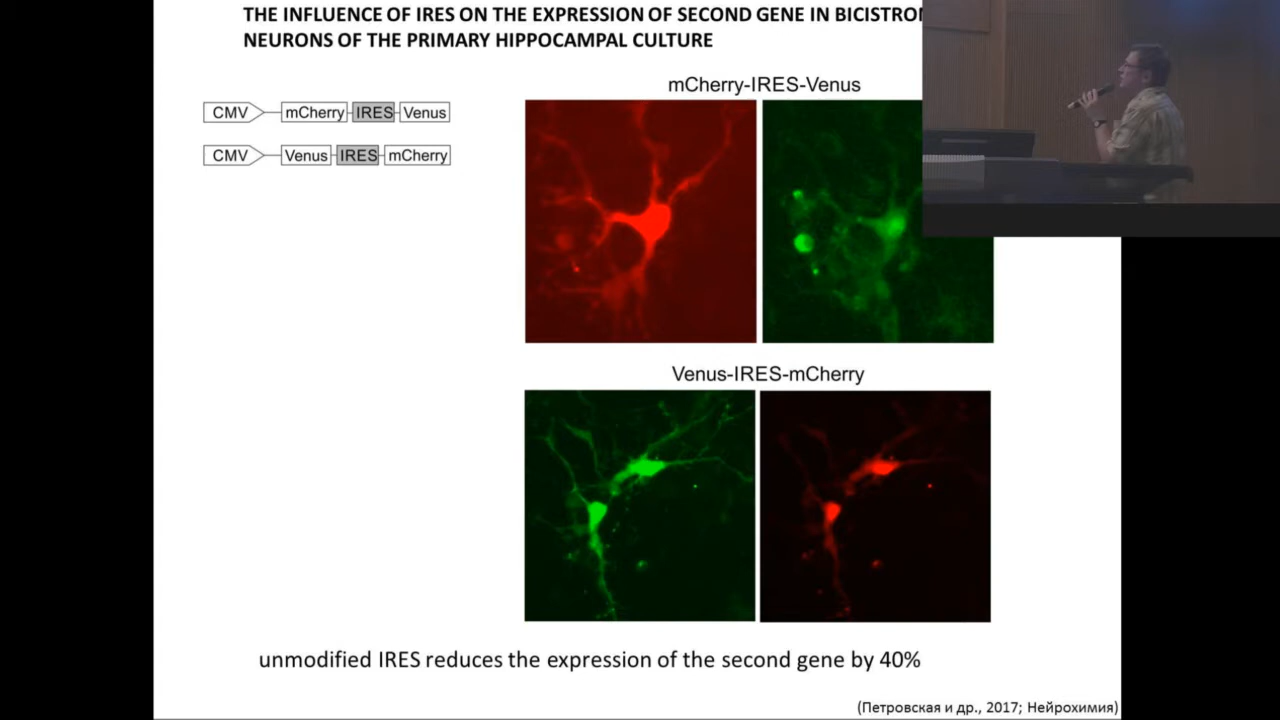 THE INFLUENCE OF IRES ON THE EXPRESSION OF SECOND GENE IN
NEURONS OF THE PRIMARY HIPPOCAMPAL CULTURE
mCherry-IRES-Venus
CMV mCherry IRES Venus
CMV Venus IRES mCherry
Venus-IRES-mCherry
unmodified IRES reduces the expression of the second gene by 40%
(Петровская и др., 2017; Нейрохимия)